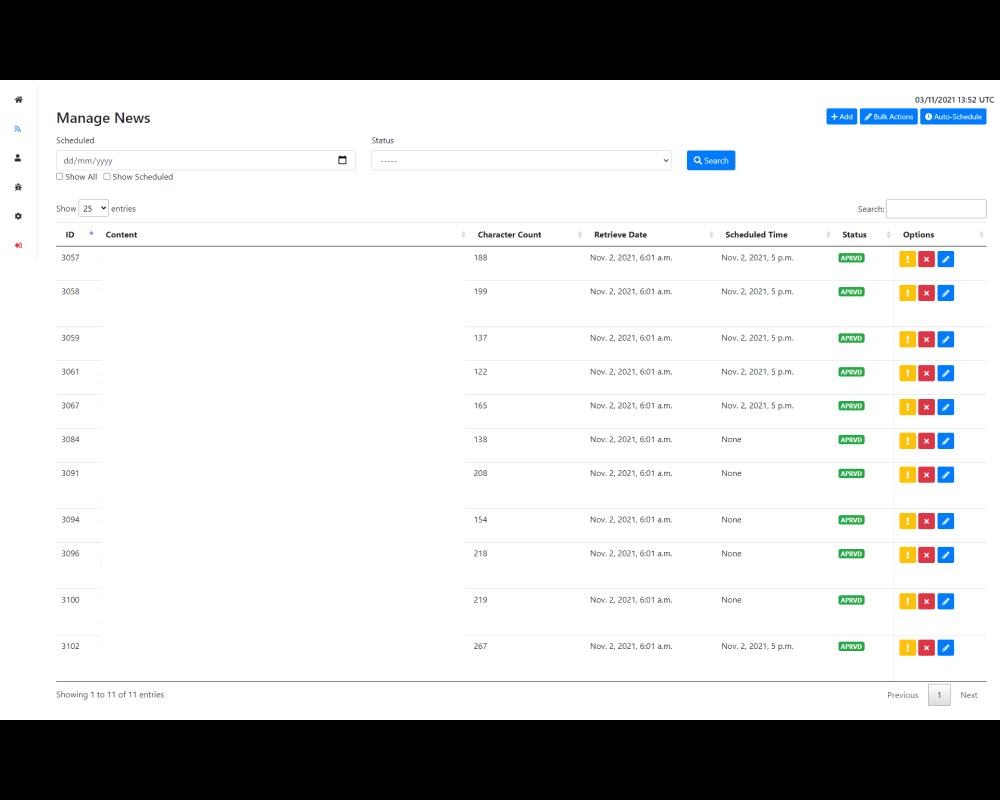 03/11/2021 13:52 UTC
Manage News
Add Bulk Actions Auto-Schedule
Scheduled Status
dd/mm/yyyy ----- Search
Show All Show Scheduled
Show 25 entries Search:
ID Content Character Count Retrieve Date Scheduled Time Status Options
3057 188 Nov. 2, 2021, 6:01 a.m. Nov. 2, 2021, 5 p.m. APRVD
3058 199 Nov. 2, 2021, 6:01 a.m. Nov. 2, 2021, 5 p.m. APRVD
3059 137 Nov. 2, 2021, 6:01 a.m. Nov. 2, 2021, 5 p.m. APRVD
3061 122 Nov. 2, 2021, 6:01 a.m. Nov. 2, 2021, 5 p.m. APRVD
3067 165 Nov. 2, 2021, 6:01 a.m. Nov. 2, 2021, 5 p.m. APRVD
3084 138 Nov. 2, 2021, 6:01 a.m. None APRVD
3091 208 Nov. 2, 2021, 6:01 a.m. None APRVD
3094 154 Nov. 2, 2021, 6:01 a.m. None APRVD
3096 218 Nov. 2, 2021, 6:01 a.m. None APRVD
3100 219 Nov. 2, 2021, 6:01 a.m. None APRVD
3102 267 Nov. 2, 2021, 6:01 a.m. Nov. 2, 2021, 5 p.m. APRVD
Showing 1 to 11 of 11 entries Previous 1 Next